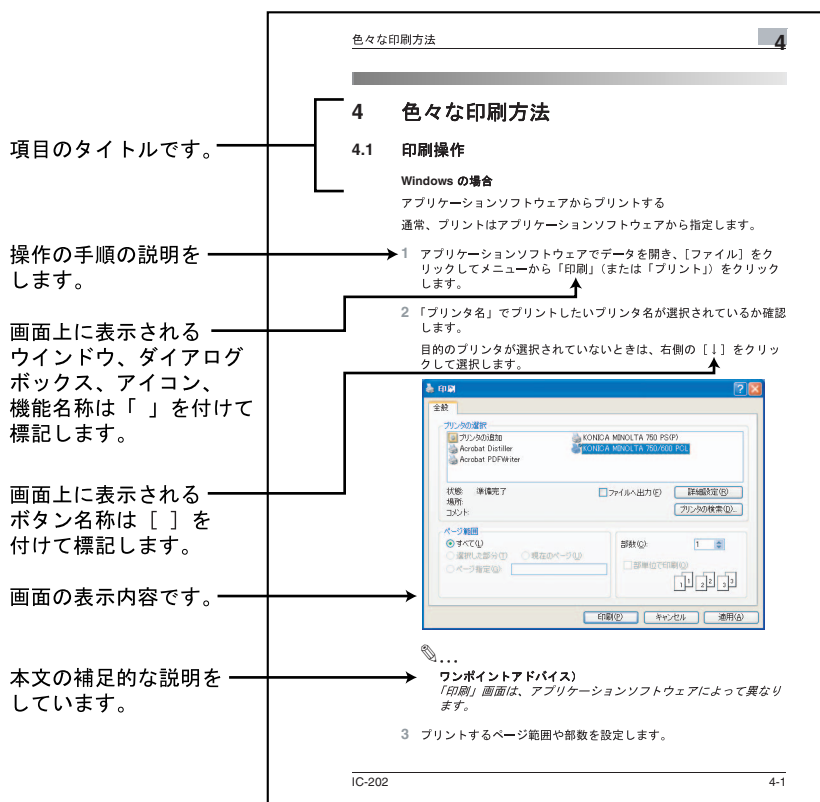 色々な印刷方法
4
4 色々な印刷方法
項目のタイトルです。
4.1 印刷操作
Windows の場合
アプリケーションソフトウェアからプリントする
通常、プリントはアプリケーションソフトウェアから指定します。
操作の手順の説明を
します。
1 アプリケーションソフトウェアでデータを開き、[ファイル] をク
リックしてメニューから「印刷」(または「プリント」) をクリック
します。
画面上に表示される
ウインドウ、ダイアログ
ボックス、アイコン、
機能名称は「 」を付けて
標記します。
2 「プリンタ名」でプリントしたいプリンタ名が選択されているか確認
します。
目的のプリンタが選択されていないときは、右側の [↓] をクリッ
クして選択します。
画面上に表示される
ボタン名称は [ ] を
付けて標記します。
画面の表示内容です。
印刷
全般
プリンタの選択
プリンタの追加
KONICA MINOLTA 750 PS(P)
Acrobat Distiller
KONICA MINOLTA 750/600 PCL
Acrobat PDFWriter
状態: 準備完了
場所:
コメント:
ファイルへ出力(F)
詳細設定(R)
プリンタの検索(D)...
ページ範囲
すべて(L)
選択した部分(T) 現在のページ(U)
ページ指定(G):
部数(C): 1
部単位で印刷(O)
1 1 2 2 3 3
印刷(P) キャンセル 適用(A)
本文の補足的な説明を
しています。
...
ワンポイントアドバイス)
「印刷」画面は、アプリケーションソフトウェアによって異なり
ます。
3 プリントするページ範囲や部数を設定します。
IC-202 4-1